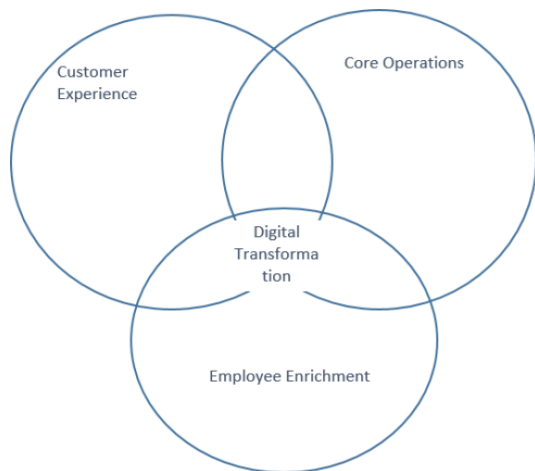 Customer
Experience
Core Operations
Digital
Transforma
tion
Employee Enrichment